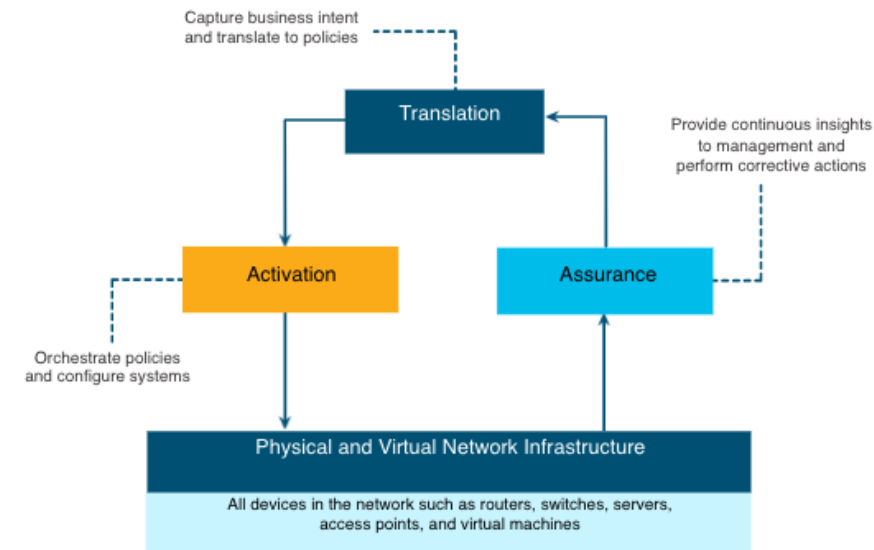 Capture business intent
and translate to policies
Translation
Provide continuous insights
to management and
perform corrective actions
Activation
Assurance
Orchestrate policies
and configure systems
Physical and Virtual Network Infrastructure
All devices in the network such as routers, switches, servers,
access points, and virtual machines